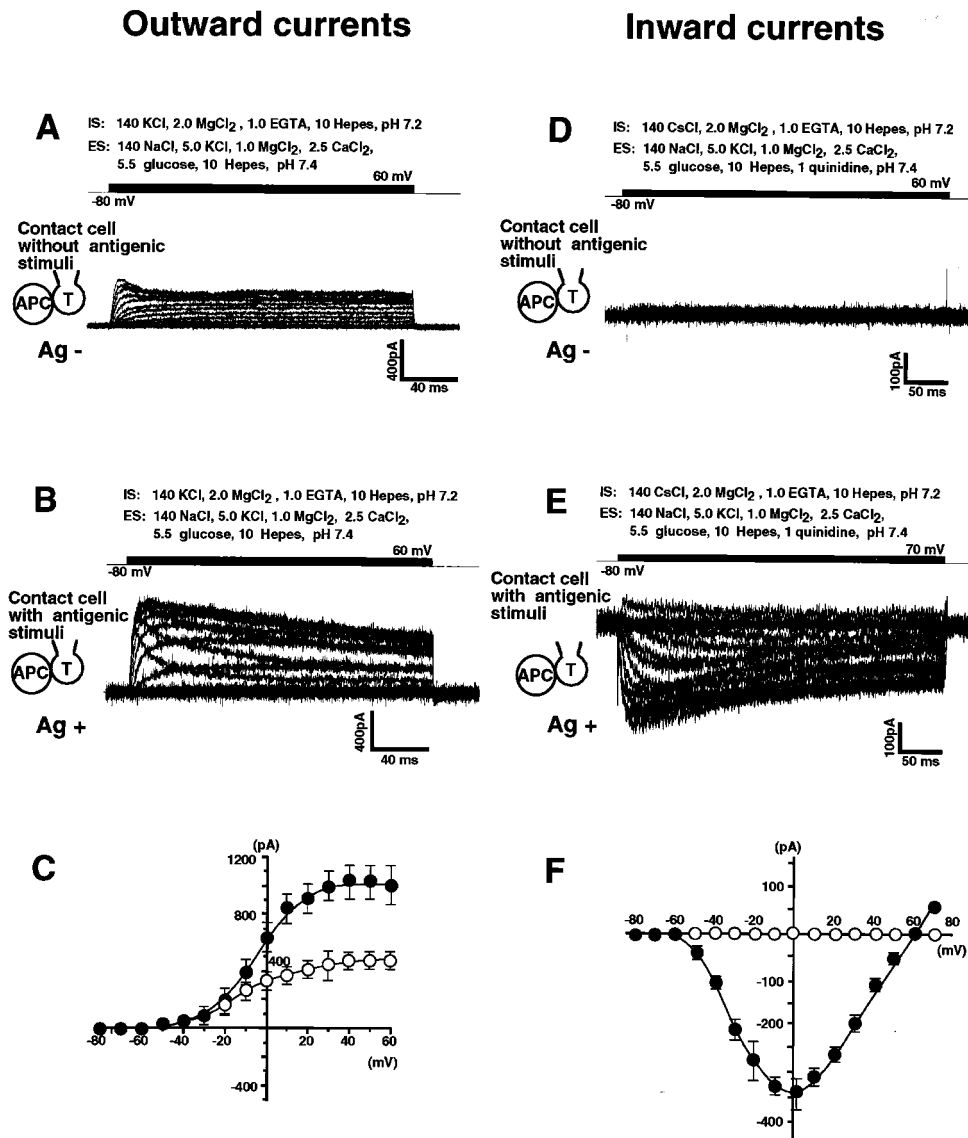 Outward currents
Inward currents
A
IS: 140 KCl, 2.0 MgCl2 , 1.0 EGTA, 10 Hepes, pH 7.2
ES: 140 NaCl, 5.0 KCl, 1.0 MgCl2, 2.5 CaCl2,
5.5 glucose, 10 Hepes, pH 7.4
60 mV
-80 mV
Contact cell
without antigenic
stimuli
APC
T
Ag -
400pA
40 ms
D
IS: 140 CsCl, 2.0 MgCl2 , 1.0 EGTA, 10 Hepes, pH 7.2
ES: 140 NaCl, 5.0 KCl, 1.0 MgCl2, 2.5 CaCl2,
5.5 glucose, 10 Hepes, 1 quinidine, pH 7.4
60 mV
-80 mV
Contact cell
without antigenic
stimuli
APC
T
Ag -
100pA
50 ms
B
IS: 140 KCl, 2.0 MgCl2 , 1.0 EGTA, 10 Hepes, pH 7.2
ES: 140 NaCl, 5.0 KCl, 1.0 MgCl2, 2.5 CaCl2,
5.5 glucose, 10 Hepes, pH 7.4
60 mV
-80 mV
Contact cell
with antigenic
stimuli
APC
T
Ag +
400pA
40 ms
E
IS: 140 CsCl, 2.0 MgCl2 , 1.0 EGTA, 10 Hepes, pH 7.2
ES: 140 NaCl, 5.0 KCl, 1.0 MgCl2, 2.5 CaCl2,
5.5 glucose, 10 Hepes, 1 quinidine, pH 7.4
70 mV
-80 mV
Contact cell
with antigenic
stimuli
APC
T
Ag +
100pA
50 ms
C
(pA)
1200
800
400
-80 -60 -40 -20 0 20 40 60
(mV)
-400
F
(pA)
100
-80 -60 -40 -20 0 20 40 60 80
(mV)
-100
-200
-300
-400